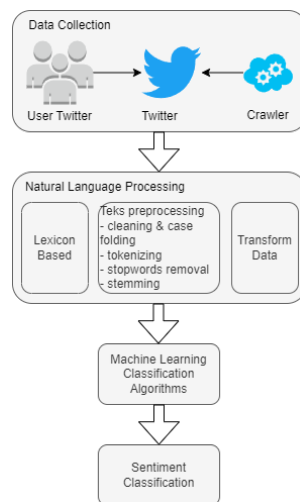 Data Collection
User Twitter
Twitter
Crawler
Natural Language Processing
Lexicon
Based
Teks preprocessing
- cleaning & case
folding
- tokenizing
- stopwords removal
- stemming
Transform
Data
Machine Learning
Classification
Algorithms
Sentiment
Classification